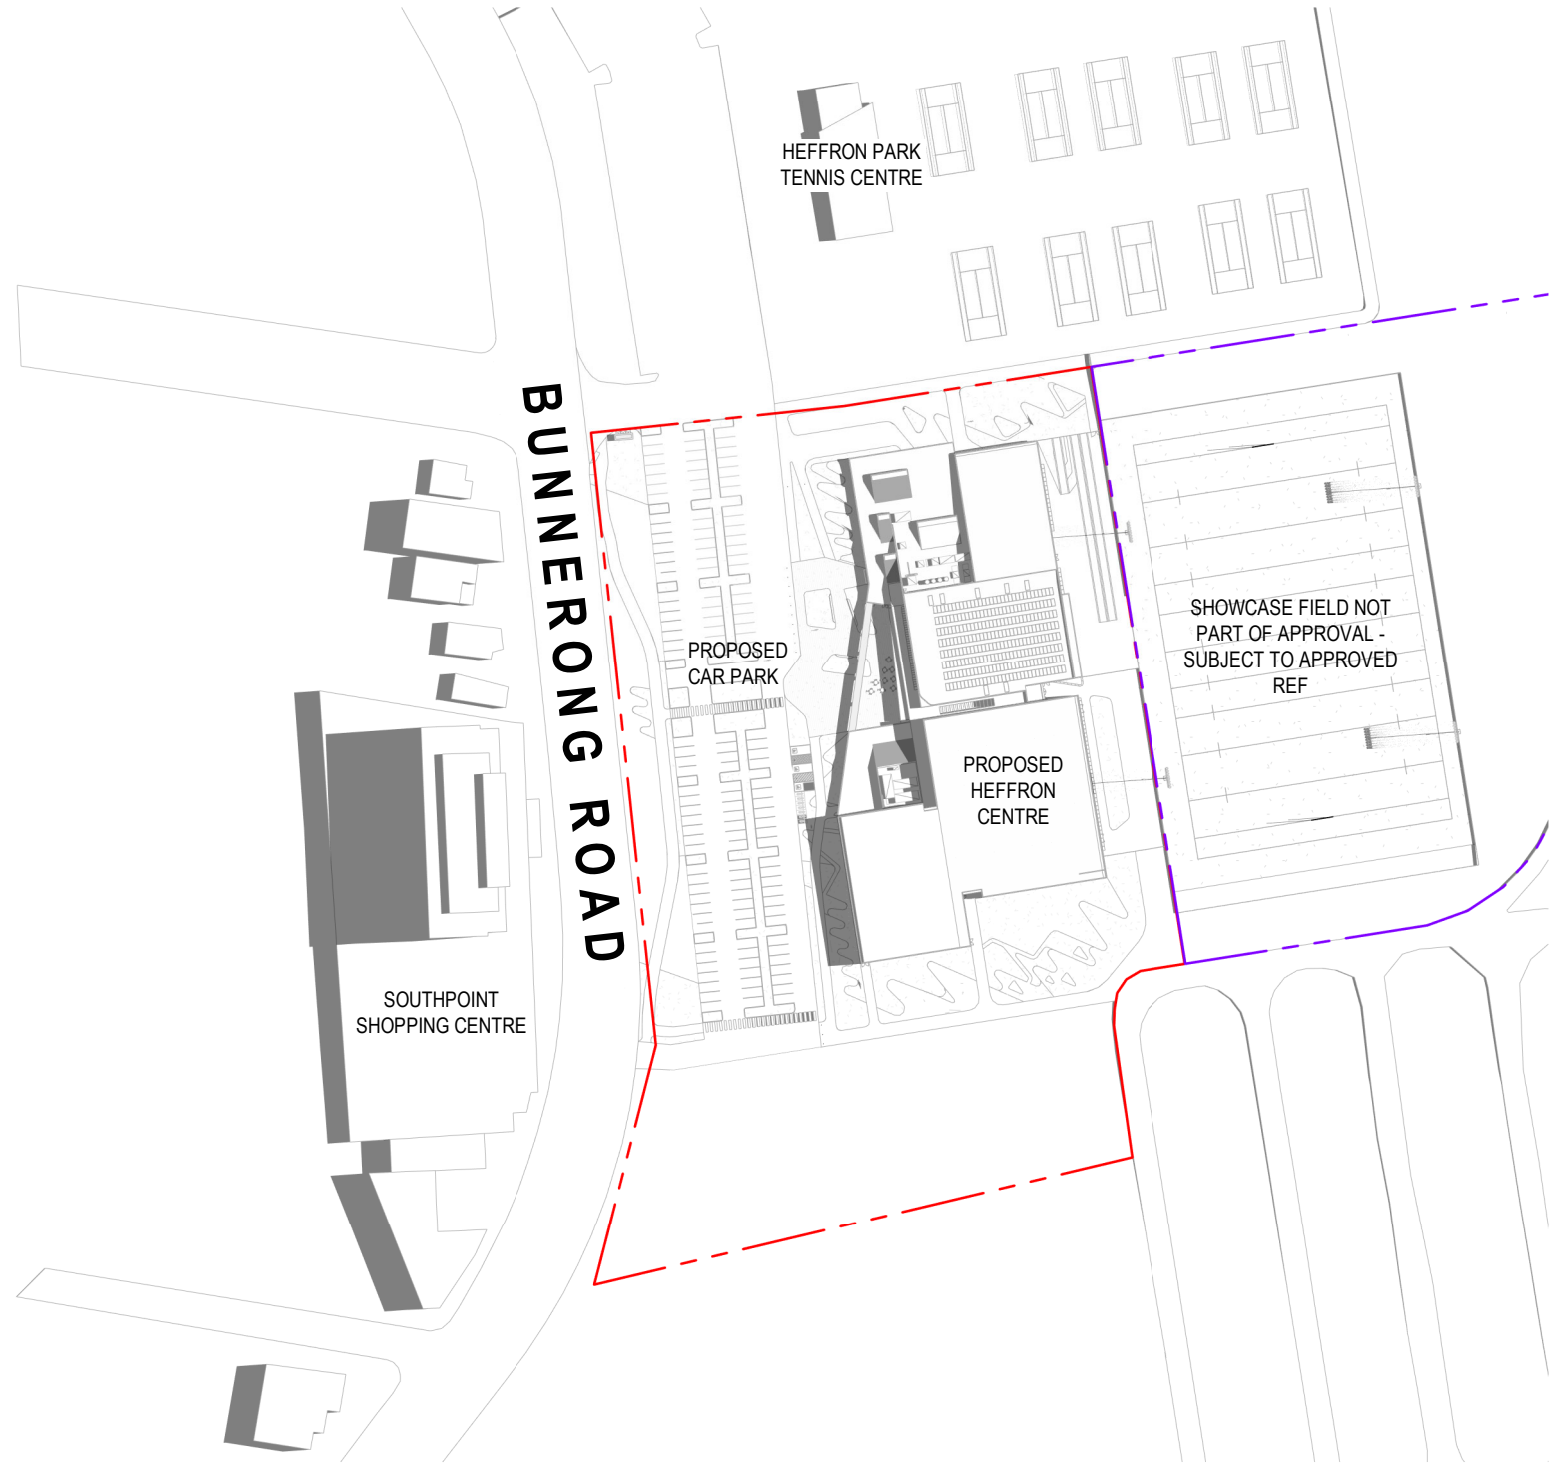 HEFFRON PARK
TENNIS CENTRE
BUNNERONG ROAD
SHOWCASE FIELD NOT
PART OF APPROVAL -
SUBJECT TO APPROVED
REF
PROPOSED
CAR PARK
PROPOSED
HEFFRON
CENTRE
SOUTHPOINT
SHOPPING CENTRE